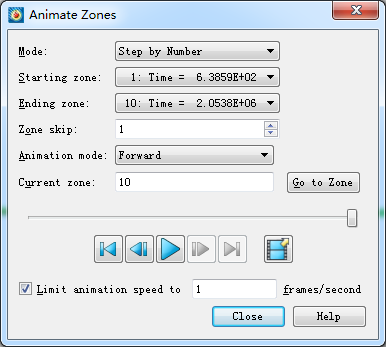 Animate Zones
Mode: Step by Number
Starting zone: 1: Time = 6.3859E+02
Ending zone: 10: Time = 2.0538E+06
Zone skip: 1
Animation mode: Forward
Current zone: 10 Go to Zone
Limit animation speed to 1 frames/second
Close Help